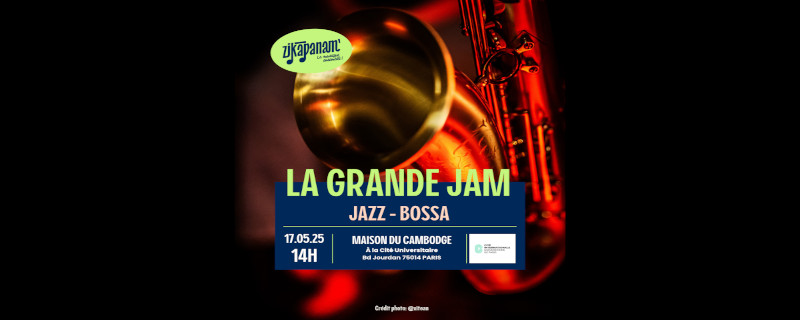 zikapanam'
LA GRANDE JAM
JAZZ - BOSSA
17.05.25
14H
MAISON DU CAMBODGE
À la Cité Universitaire
Bd Jourdan 75014 PARIS
Crédit photo: @nitozn